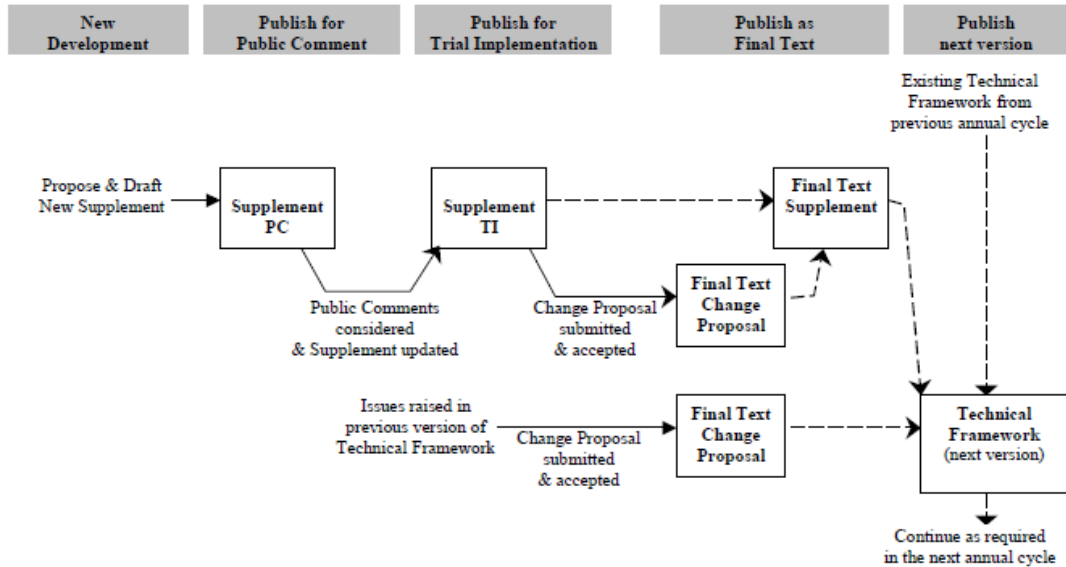 New
Development
Publish for
Public Comment
Publish for
Trial Implementation
Publish as
Final Text
Publish
next version
Existing Technical
Framework from
previous annual cycle
Propose & Draft
New Supplement
Supplement
PC
Supplement
TI
Final Text
Supplement
Public Comments
considered
& Supplement updated
Change Proposal
submitted
& accepted
Final Text
Change
Proposal
Issues raised in
previous version of
Technical Framework
Change Proposal
submitted
& accepted
Final Text
Change
Proposal
Technical
Framework
(next version)
Continue as required
in the next annual cycle